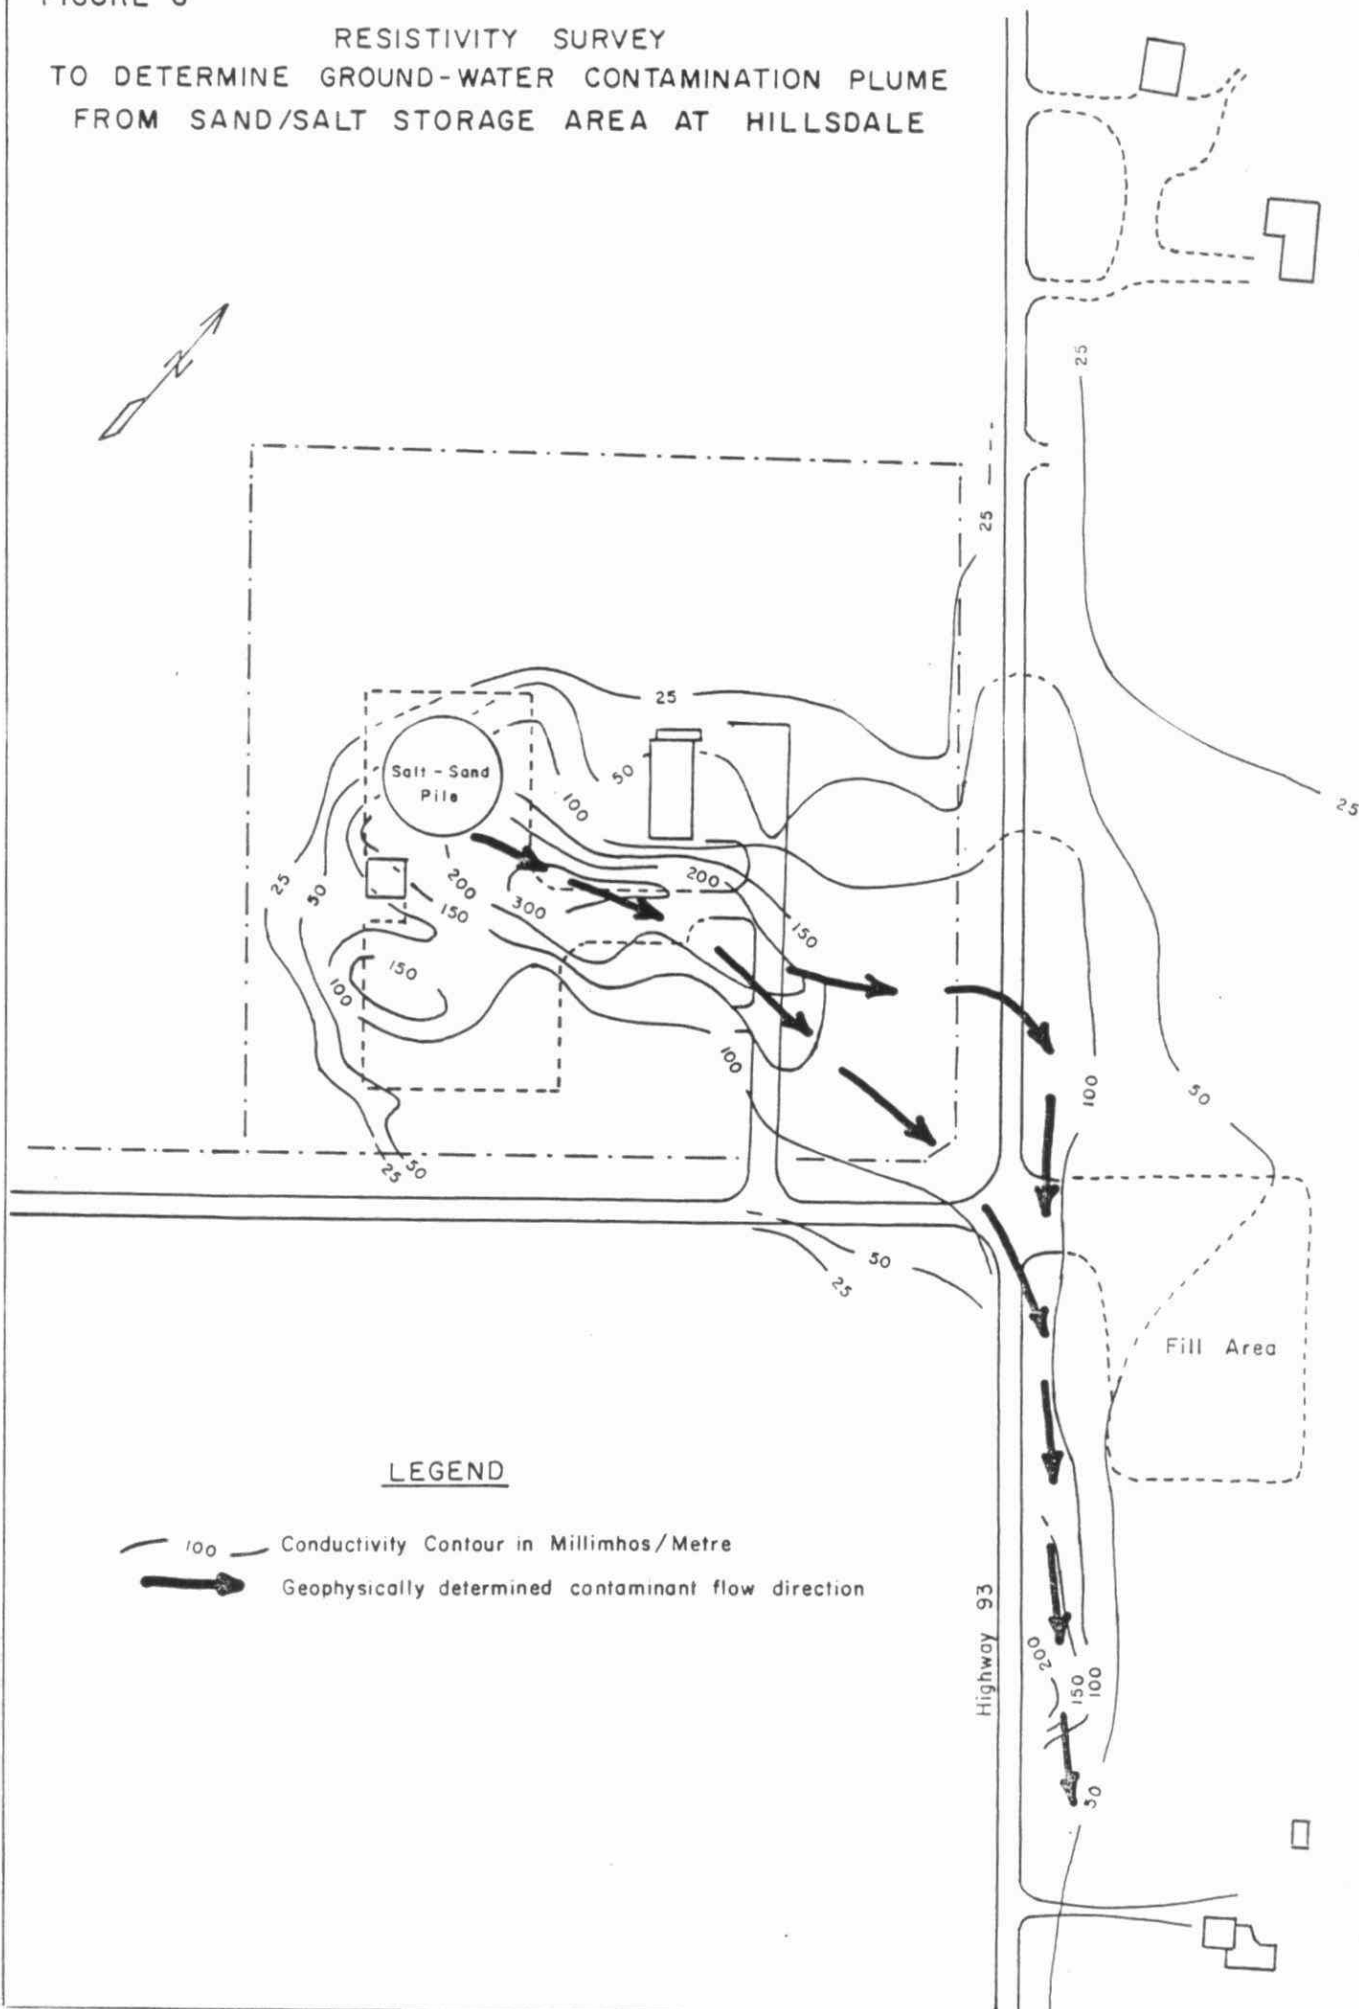 RESISTIVITY SURVEY
TO DETERMINE GROUND-WATER CONTAMINATION PLUME
FROM SAND/SALT STORAGE AREA AT HILLSDALE
N
25
25
25
25
Salt - Sand
Pile
50
100
200
200
300
150
150
25
50
150
100
100
100
50
25
50
50
25
Fill Area
LEGEND
100 Conductivity Contour in Millimhos/Metre
Geophysically determined contaminant flow direction
Highway 93
200
150
100
50